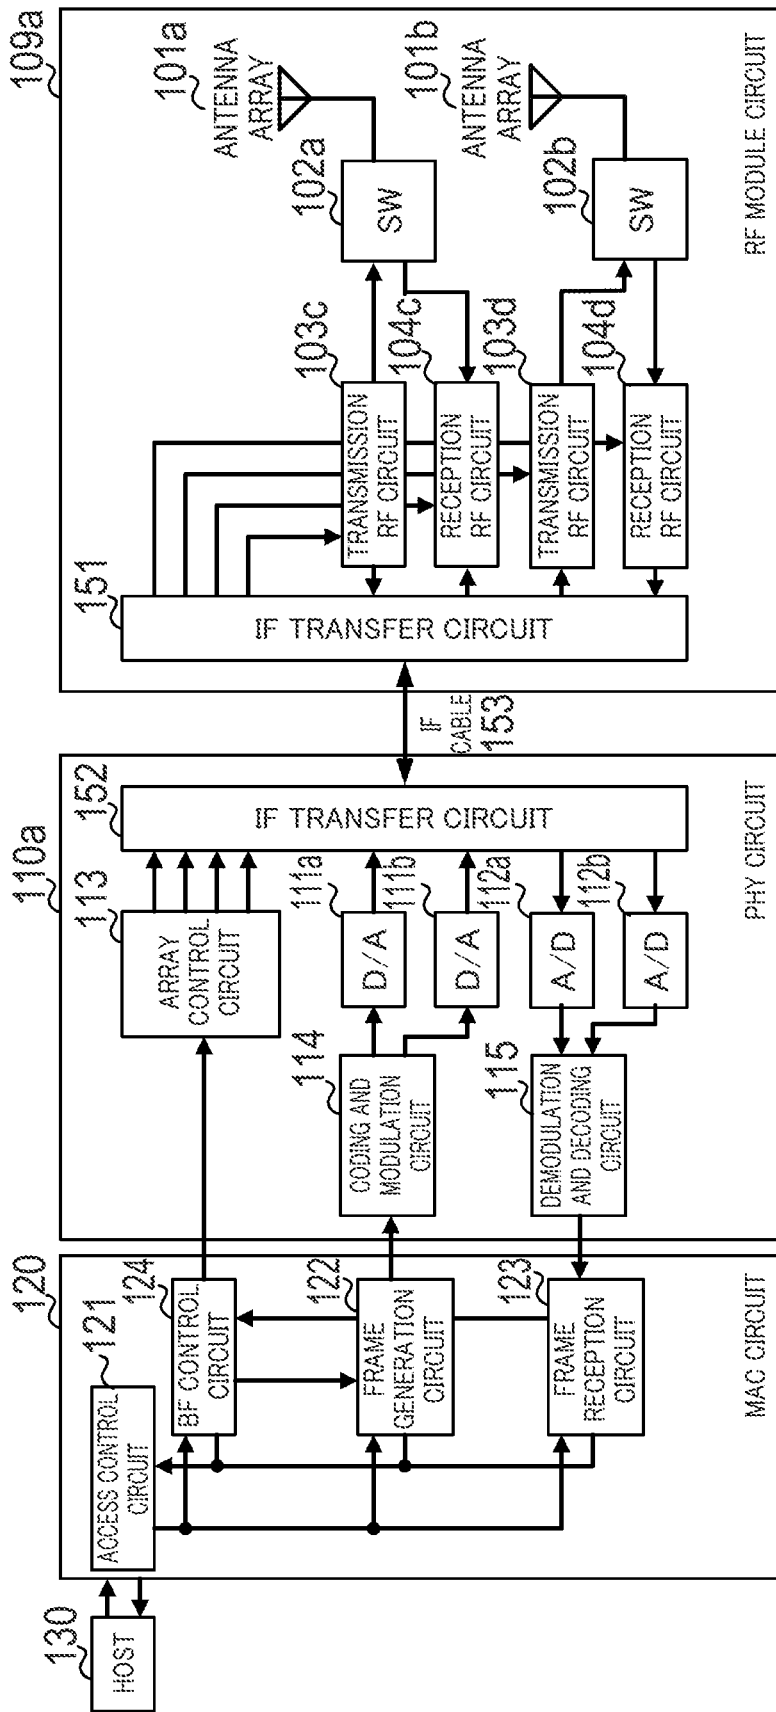 130
HOST
120
121
ACCESS CONTROL
CIRCUIT
124
BF CONTROL
CIRCUIT
122
FRAME
GENERATION
CIRCUIT
123
FRAME
RECEPTION
CIRCUIT
MAC CIRCUIT
110a
113
ARRAY
CONTROL
CIRCUIT
114
CODING AND
MODULATION
CIRCUIT
115
DEMODULATION
AND DECODING
CIRCUIT
111a
D/A
111b
D/A
112a
A/D
112b
A/D
152
IF TRANSFER CIRCUIT
PHY CIRCUIT
IF
CABLE
153
109a
151
IF TRANSFER CIRCUIT
103c
TRANSMISSION
RF CIRCUIT
104c
RECEPTION
RF CIRCUIT
103d
TRANSMISSION
RF CIRCUIT
104d
RECEPTION
RF CIRCUIT
102a
SW
102b
SW
101a
ANTENNA
ARRAY
101b
ANTENNA
ARRAY
RF MODULE CIRCUIT